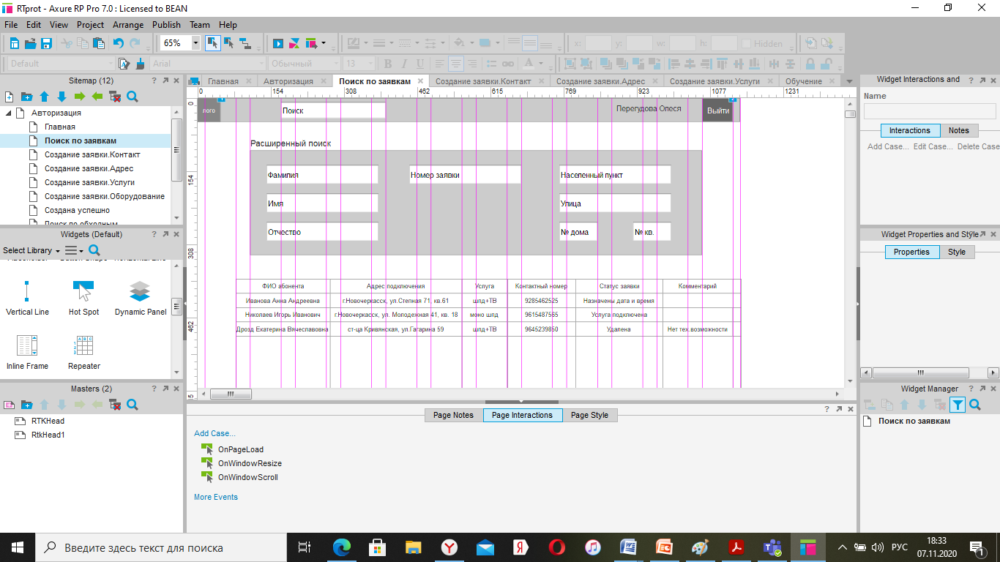 RTprot - Axure RP Pro 7.0 : Licensed to BEAN
File Edit View Project Arrange Publish Team Help
65% x: y: w: h: Hidden
Default Arial Обычный 13 B I U A
Sitemap (12) Главная Авторизация Поиск по заявкам Создание заявки.Контакт Создание заявки.Адрес Создание заявки.Услуги Обучение Widget Interactions and
0 154 308 462 615 769 923 1077 1231
Name
Авторизация
Главная
Поиск по заявкам
Создание заявки.Контакт
Создание заявки.Адрес
Создание заявки.Услуги
Создание заявки.Оборудование
Создана успешно
Поиск по обходным
0
154
308
462
лого Поиск Перегудова Олеся Выйти
Расширенный поиск
Фамилия Номер заявки Населенный пункт
Имя Улица
Отчество № дома № кв.
ФИО абонента Адрес подключения Услуга Контактный номер Статус заявки Комментарий
Иванова Анна Андреевна г.Новочеркасск, ул.Степная 71, кв.61 шпд+ТВ 9285462525 Назначены дата и время
Николаев Игорь Иванович г.Новочеркасск, ул. Молодежная 41, кв. 18 моно шпд 9615487565 Услуга подключена
Дрозд Екатерина Вячеславовна ст-ца Кривянская, ул.Гагарина 59 шпд+ТВ 9645239850 Удалена Нет тех.возможности
Interactions Notes
Add Case... Edit Case... Delete Case
Widget Properties and Style
Properties Style
Widgets (Default)
Select Library
Vertical Line Hot Spot Dynamic Panel
Inline Frame Repeater
Masters (2)
RTKHead
RtkHead1
Page Notes Page Interactions Page Style
Add Case...
OnPageLoad
OnWindowResize
OnWindowScroll
More Events
Widget Manager
Поиск по заявкам
Введите здесь текст для поиска
РУС
18:33
07.11.2020
1